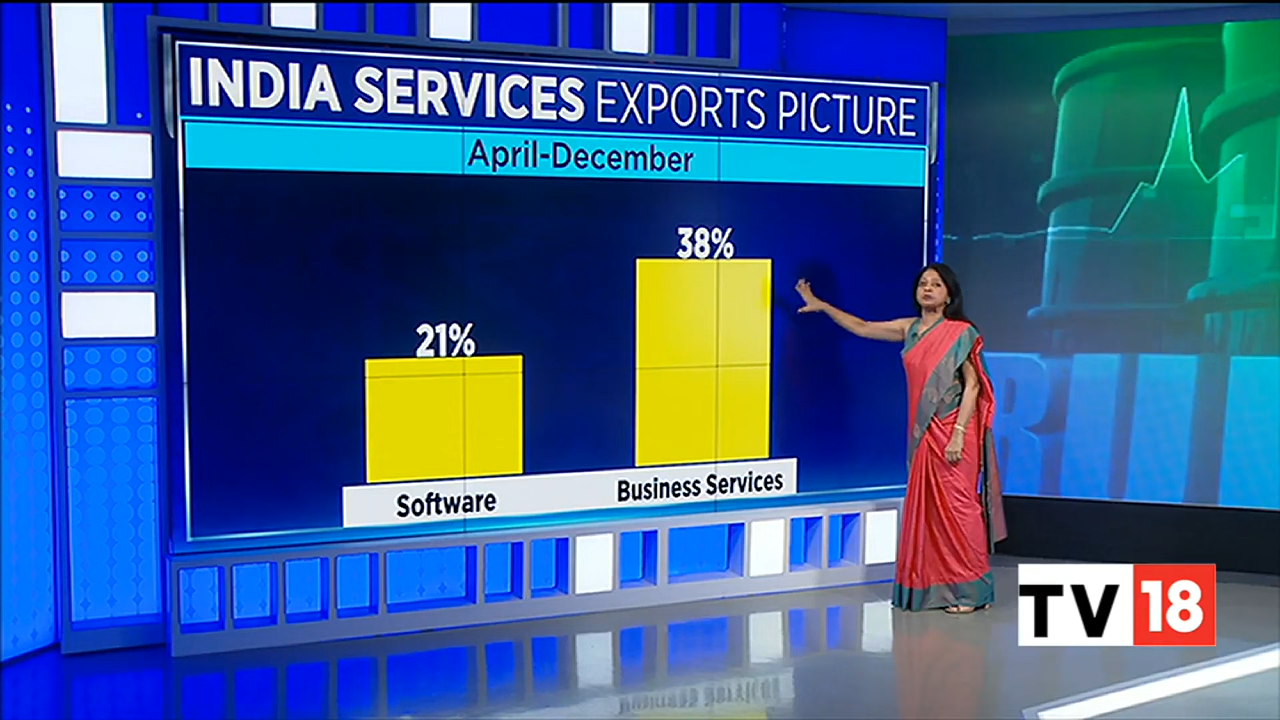 INDIA SERVICES EXPORTS PICTURE
April-December
38%
21%
Software
Business Services
TV18